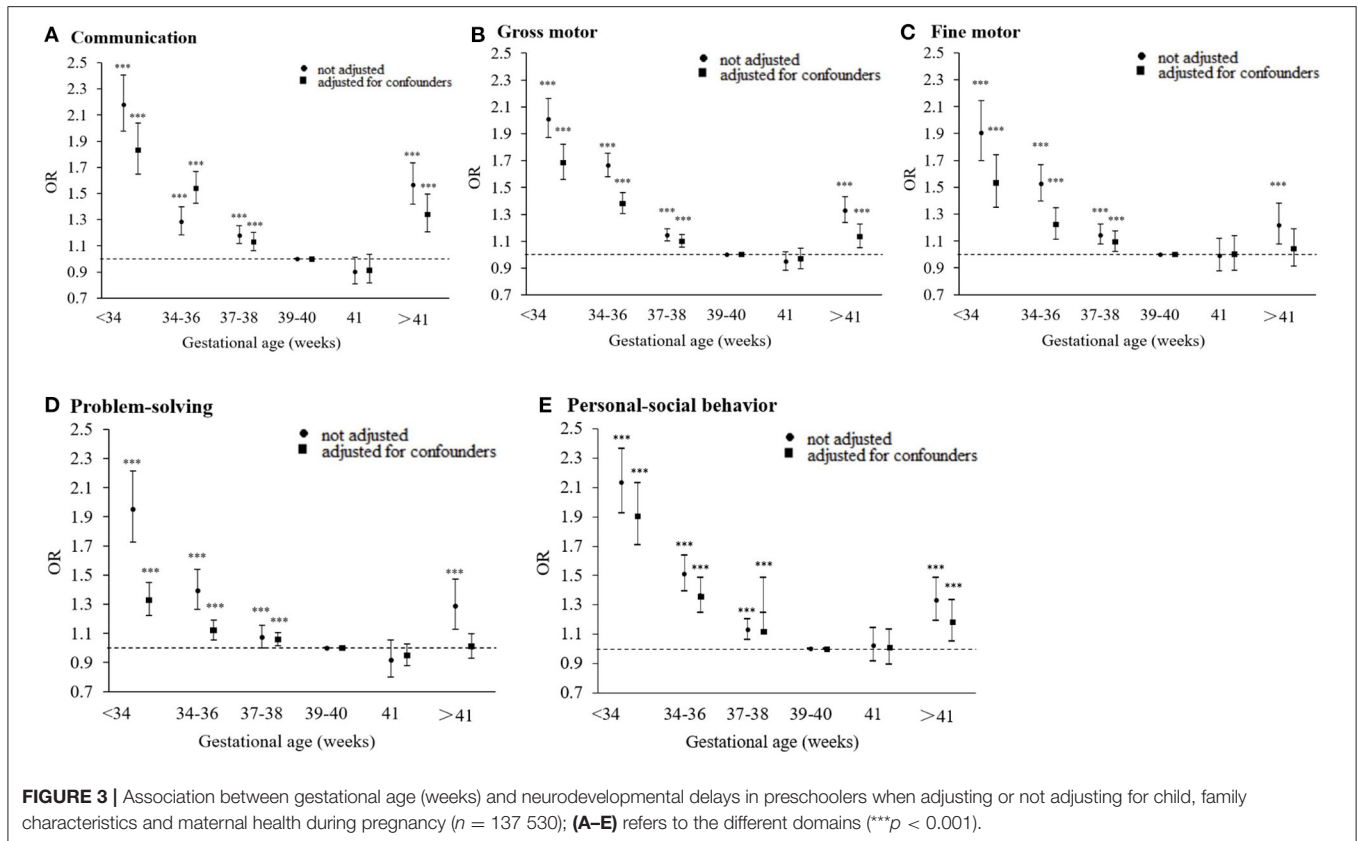 A Communication
*** *** *** *** *** *** *** ***
not adjusted
adjusted for confounders
OR
2.5
2.3
2.1
1.9
1.7
1.5
1.3
1.1
0.9
0.7
<34 34-36 37-38 39-40 41 >41
Gestational age (weeks)
B Gross motor
*** *** *** *** *** *** *** ***
not adjusted
adjusted for confounders
OR
2.5
2.3
2.1
1.9
1.7
1.5
1.3
1.1
0.9
0.7
<34 34-36 37-38 39-40 41 >41
Gestational age (weeks)
C Fine motor
*** *** *** *** *** *** ***
not adjusted
adjusted for confounders
OR
2.5
2.3
2.1
1.9
1.7
1.5
1.3
1.1
0.9
0.7
<34 34-36 37-38 39-40 41 >41
Gestational age (weeks)
D Problem-solving
*** *** *** *** *** *** ***
not adjusted
adjusted for confounders
OR
2.5
2.3
2.1
1.9
1.7
1.5
1.3
1.1
0.9
0.7
<34 34-36 37-38 39-40 41 >41
Gestational age (weeks)
E Personal-social behavior
*** *** *** *** *** *** *** ***
not adjusted
adjusted for confounders
OR
2.5
2.3
2.1
1.9
1.7
1.5
1.3
1.1
0.9
0.7
<34 34-36 37-38 39-40 41 >41
Gestational age (weeks)
FIGURE 3 | Association between gestational age (weeks) and neurodevelopmental delays in preschoolers when adjusting or not adjusting for child, family
characteristics and maternal health during pregnancy (n = 137 530); (A–E) refers to the different domains (***p < 0.001).